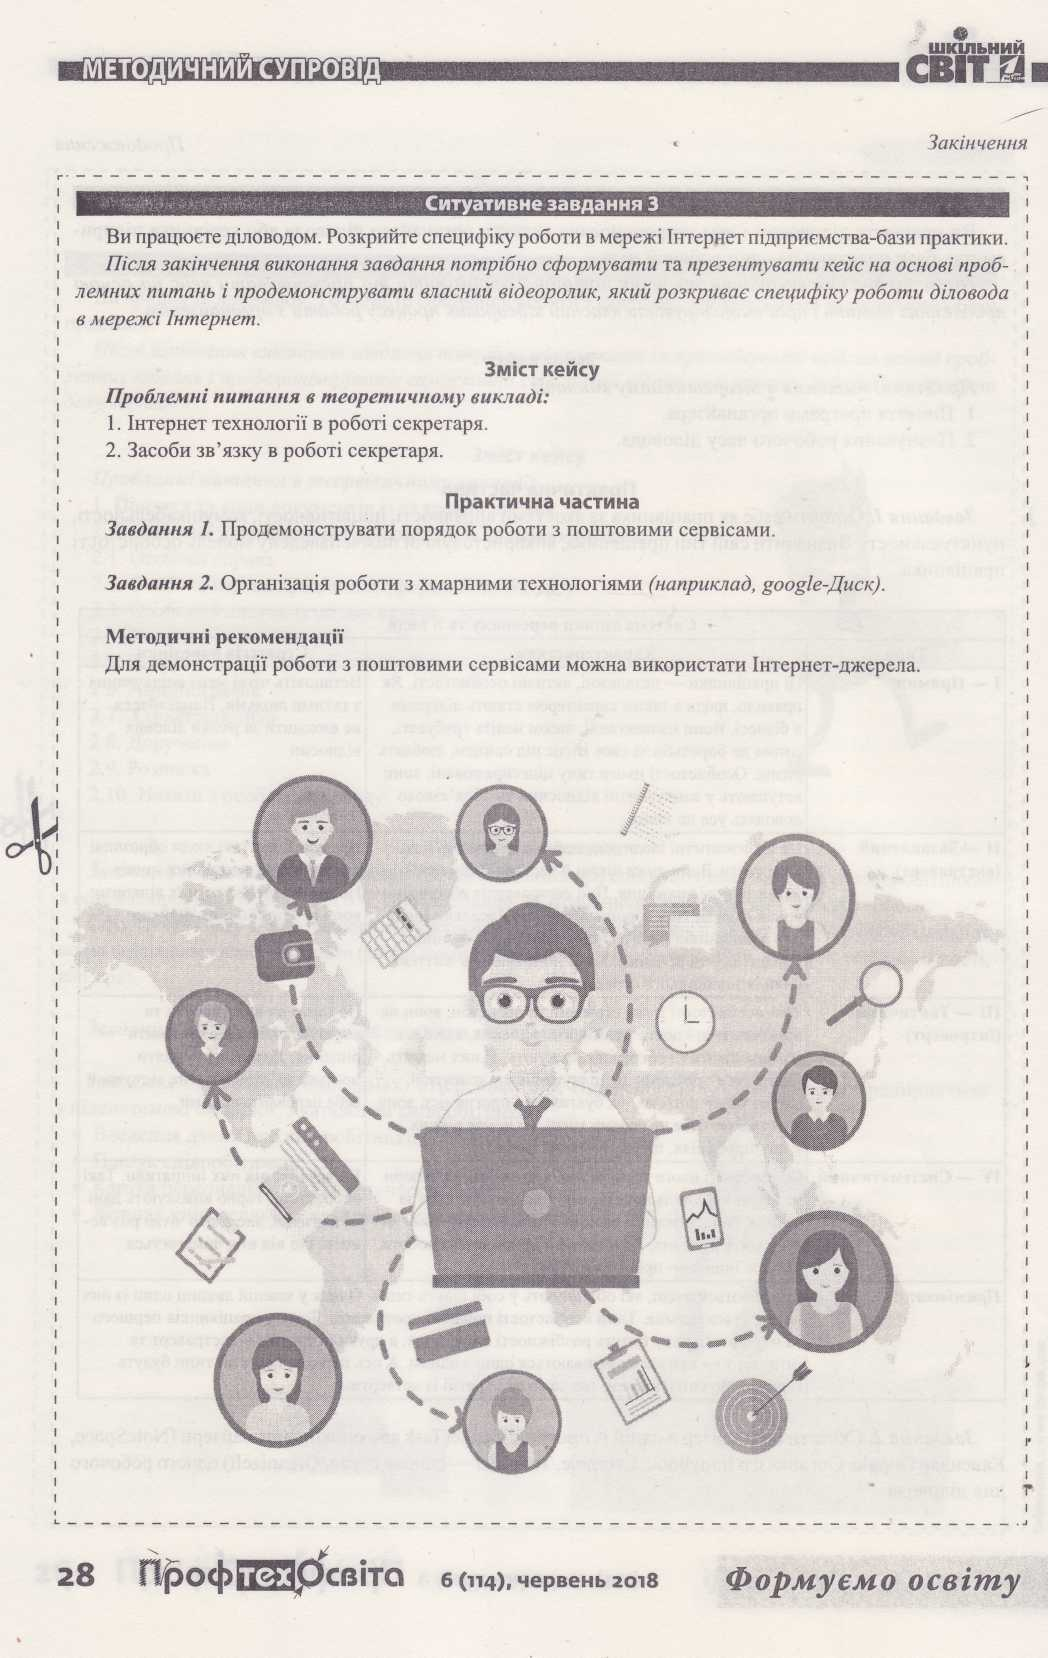 МЕТОДИЧНИЙ СУПРОВІД
ШКІЛЬНИЙ
СВІТ
Закінчення
Ситуативне завдання 3
Ви працюєте діловодом. Розкрийте специфіку роботи в мережі Інтернет підприємства-бази практики.
Після закінчення виконання завдання потрібно сформувати та презентувати кейс на основі проб-
лемних питань і продемонструвати власний відеоролик, який розкриває специфіку роботи діловода
в мережі Інтернет.
Зміст кейсу
Проблемні питання в теоретичному викладі:
1. Інтернет технології в роботі секретаря.
2. Засоби зв’язку в роботі секретаря.
Практична частина
Завдання 1. Продемонструвати порядок роботи з поштовими сервісами.
Завдання 2. Організація роботи з хмарними технологіями (наприклад, google-Диск).
Методичні рекомендації
Для демонстрації роботи з поштовими сервісами можна використати Інтернет-джерела.
28 ПрофтехОсвіта 6 (114), червень 2018 Формуємо освіту